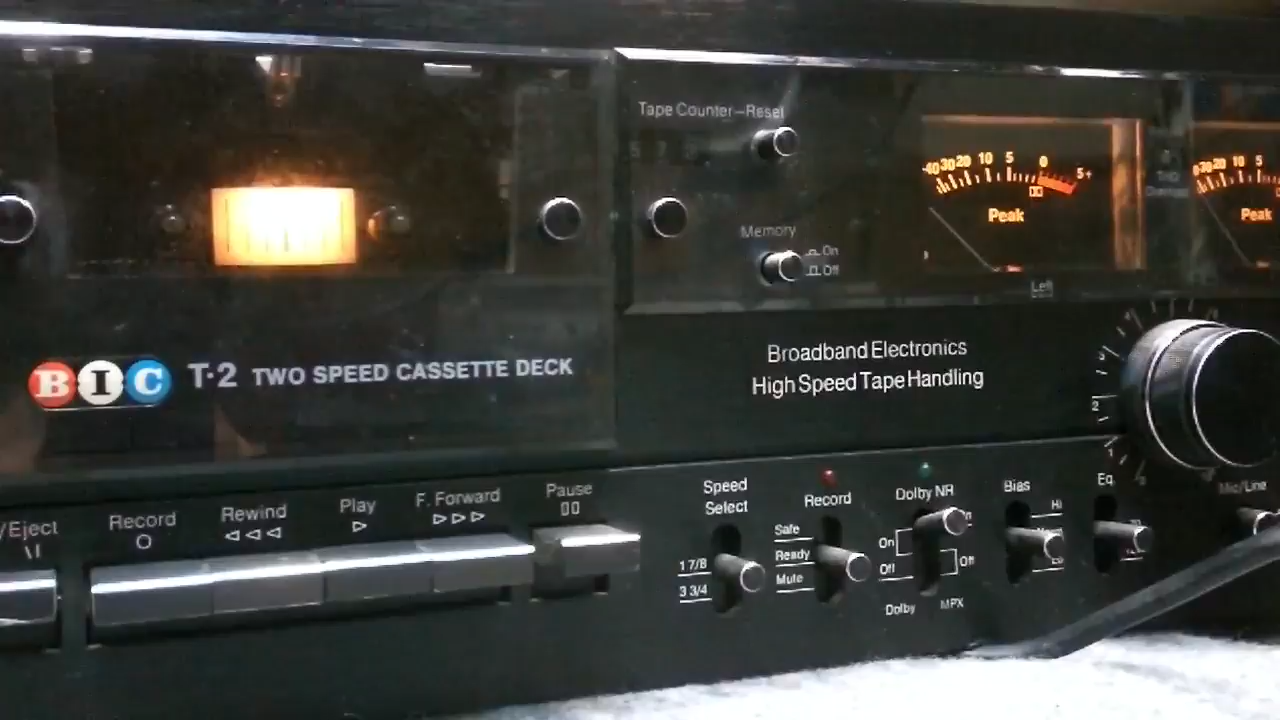 Tape Counter–Reset
Memory
On
Off
40 30 20 10 5 0 5+
Peak
Left
30 20 10 5
Peak
BIC T·2 TWO SPEED CASSETTE DECK
Broadband Electronics
High Speed Tape Handling
2
/Eject
Record
Rewind
Play
F. Forward
Pause
Speed
Select
1 7/8
3 3/4
Record
Safe
Ready
Mute
Dolby NR
On
Off
Off
Dolby
MPX
Bias
Hi
Eq
Mic/Line